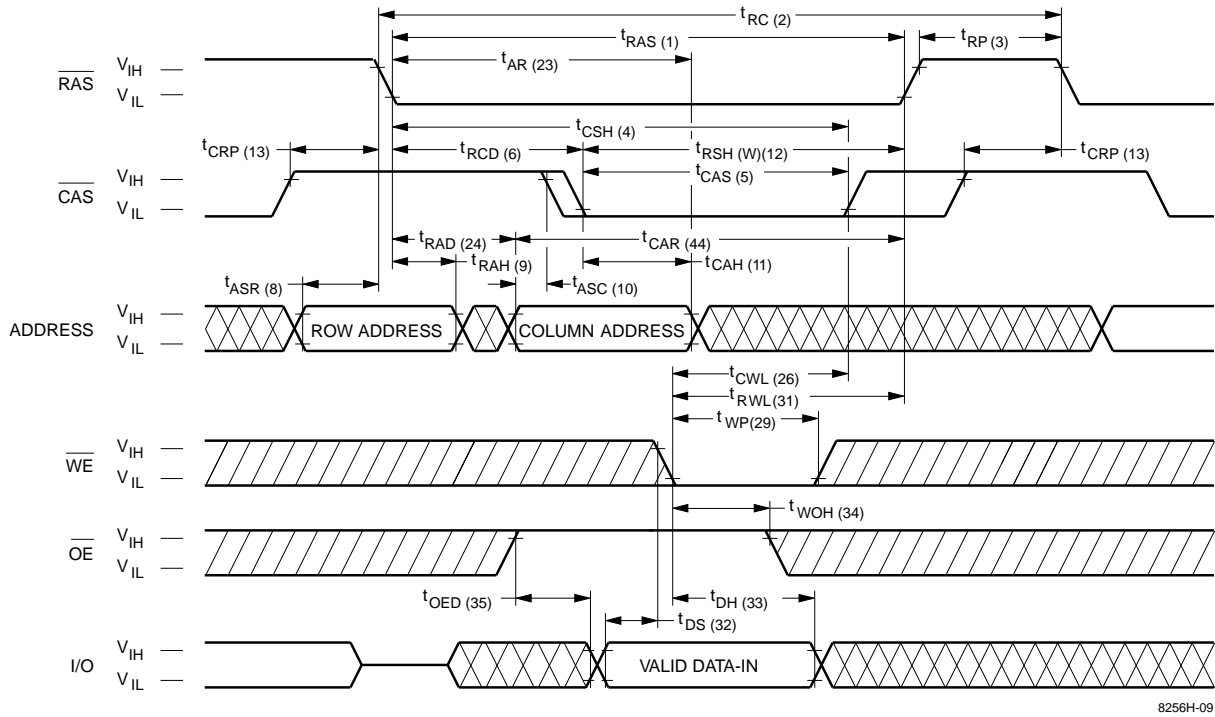 tRC (2)
tRAS (1)
tRP (3)
tAR (23)
RAS
VIH
VIL
tCSH (4)
tCRP (13)
tRCD (6)
tRSH (W)(12)
tCRP (13)
tCAS (5)
CAS
VIH
VIL
tRAD (24)
tCAR (44)
tRAH (9)
tCAH (11)
tASR (8)
tASC (10)
ADDRESS
VIH
VIL
ROW ADDRESS
COLUMN ADDRESS
tCWL (26)
tRWL(31)
tWP(29)
WE
VIH
VIL
tWOH (34)
OE
VIH
VIL
tOED (35)
tDH (33)
tDS (32)
I/O
VIH
VIL
VALID DATA-IN
8256H-09